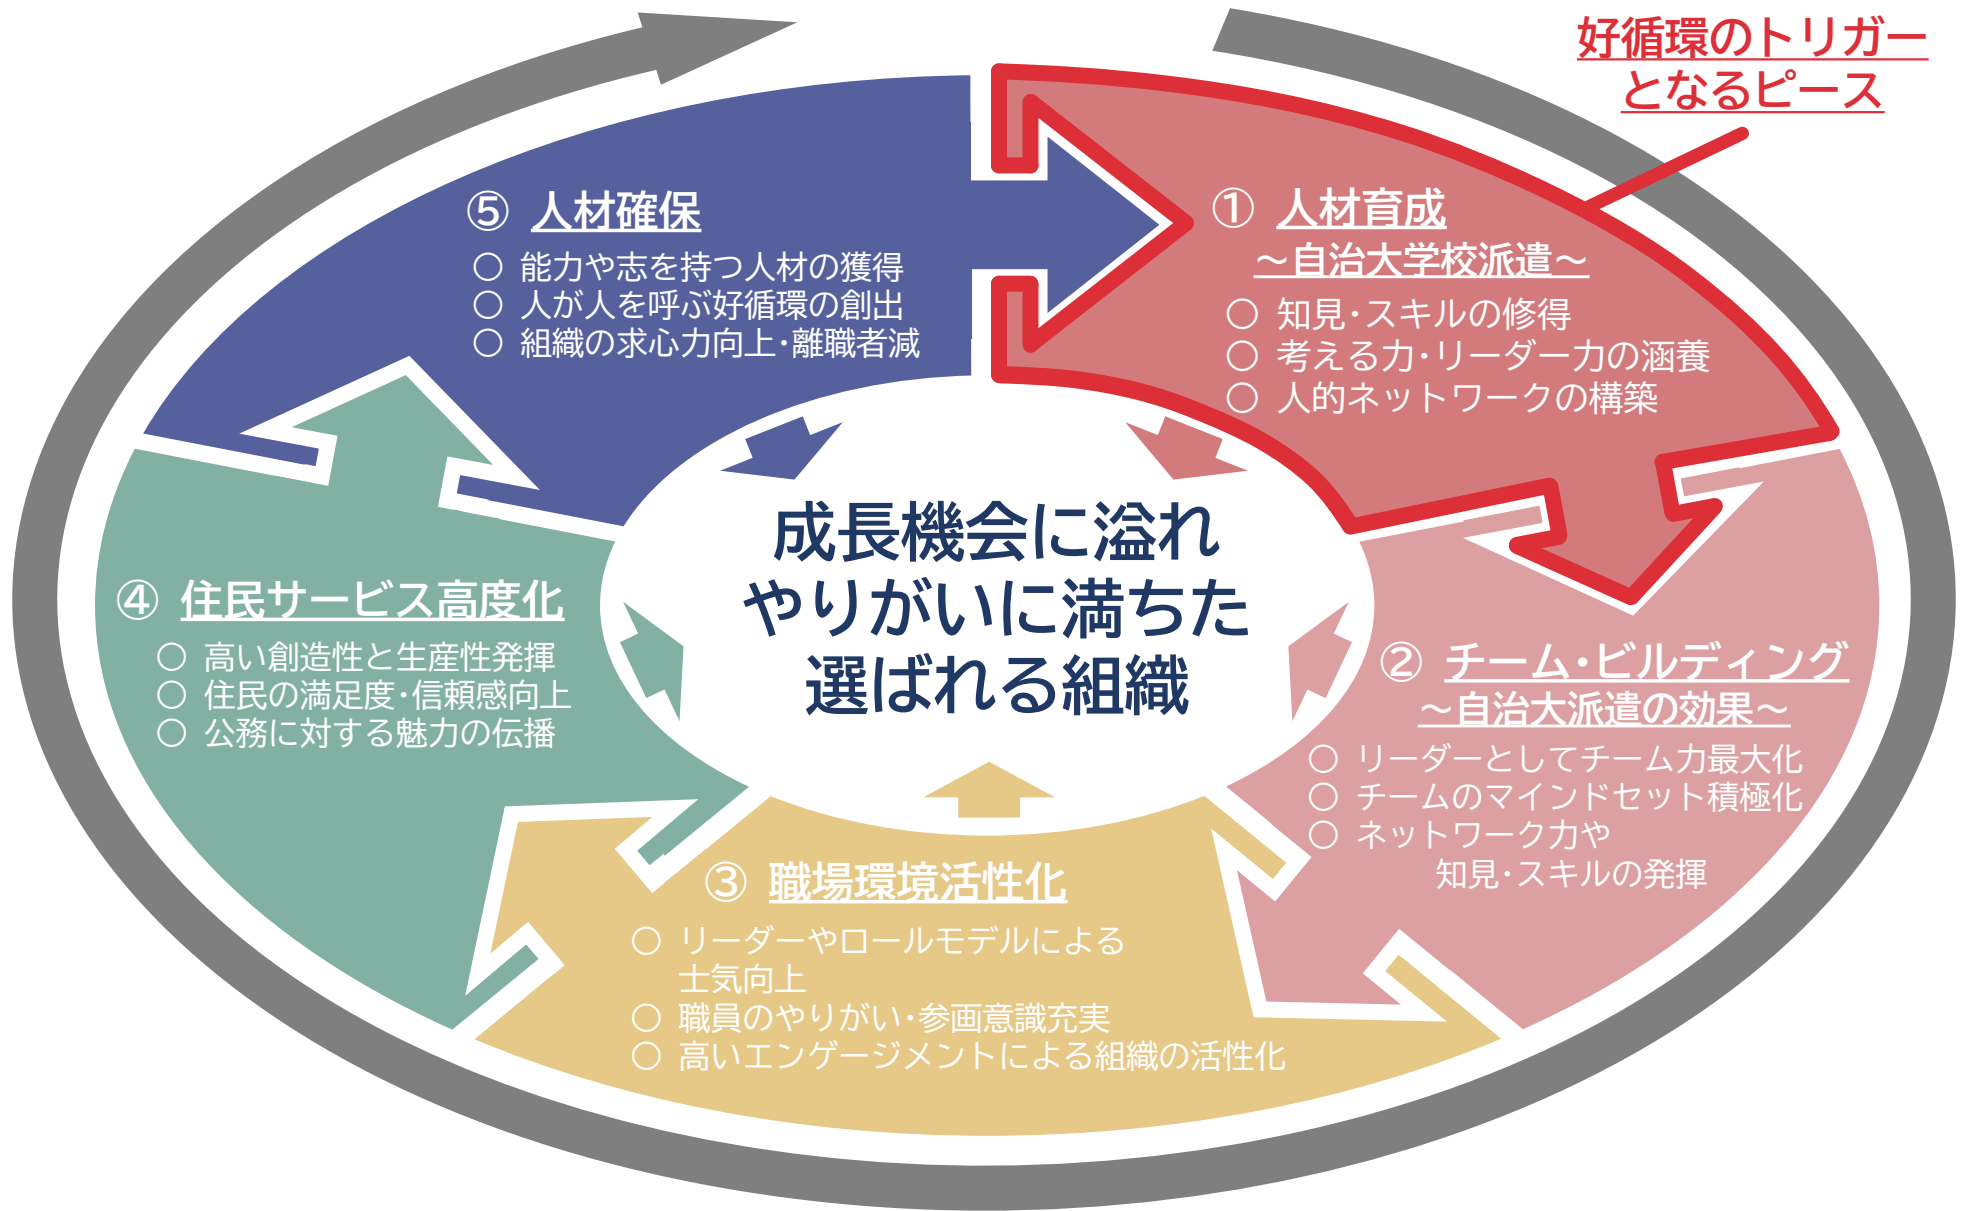 好循環のトリガー
となるピース
① 人材育成
～自治大学校派遣～
○ 知見・スキルの修得
○ 考える力・リーダー力の涵養
○ 人的ネットワークの構築
② チーム・ビルディング
～自治大派遣の効果～
○ リーダーとしてチーム力最大化
○ チームのマインドセット積極化
○ ネットワーク力や
知見・スキルの発揮
③ 職場環境活性化
○ リーダーやロールモデルによる
士気向上
○ 職員のやりがい・参画意識充実
○ 高いエンゲージメントによる組織の活性化
④ 住民サービス高度化
○ 高い創造性と生産性発揮
○ 住民の満足度・信頼感向上
○ 公務に対する魅力の伝播
⑤ 人材確保
○ 能力や志を持つ人材の獲得
○ 人が人を呼ぶ好循環の創出
○ 組織の求心力向上・離職者減
成長機会に溢れ
やりがいに満ちた
選ばれる組織